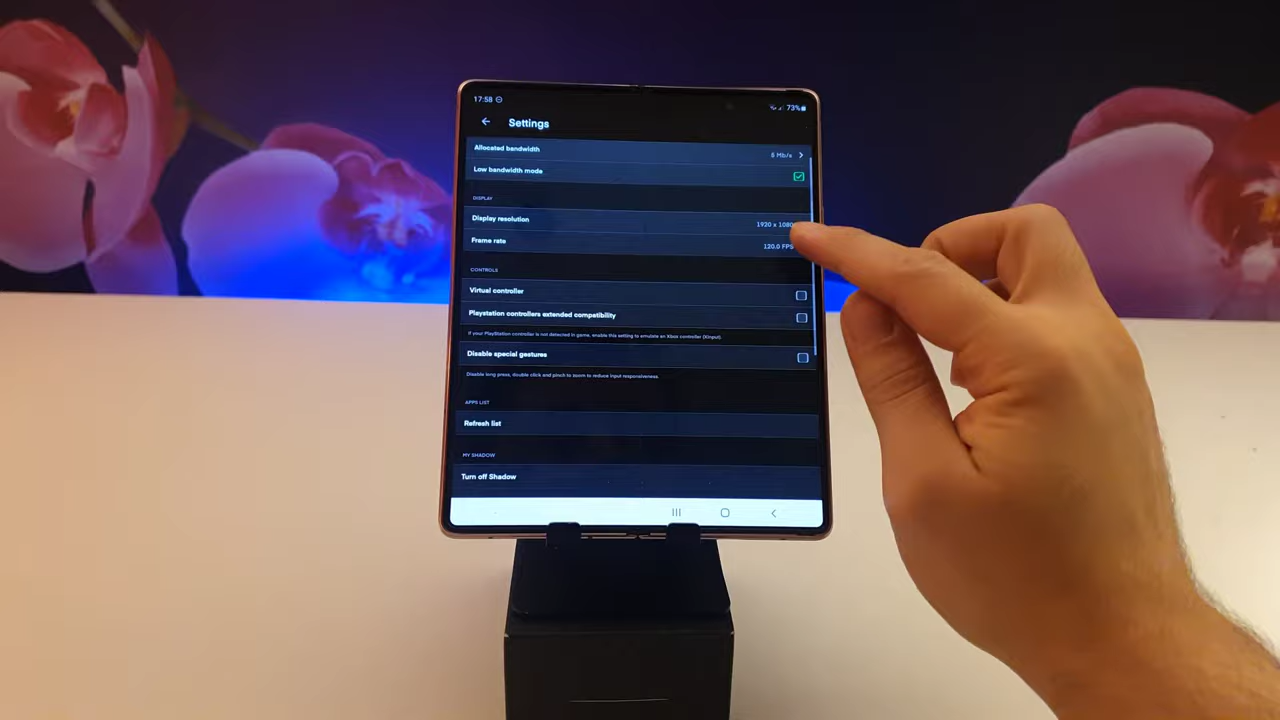 17:58
73%
Settings
Allocated bandwidth
5 Mb/s
Low bandwidth mode
DISPLAY
Display resolution
1920 x 1080
Frame rate
120.0 FPS
CONTROLS
Virtual controller
Playstation controllers extended compatibility
If your PlayStation controller is not detected in game, enable this setting to emulate an Xbox controller (XInput).
Disable special gestures
Disable long press, double click and pinch to zoom to reduce input responsiveness.
APPS LIST
Refresh list
MY SHADOW
Turn off Shadow